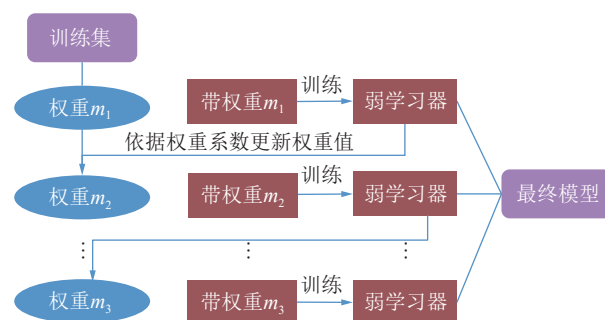 训练集
权重m₁
带权重m₁
训练
弱学习器
依据权重系数更新权重值
权重m₂
带权重m₂
训练
弱学习器
最终模型
⋮
⋮
⋮
权重m₃
带权重m₃
训练
弱学习器